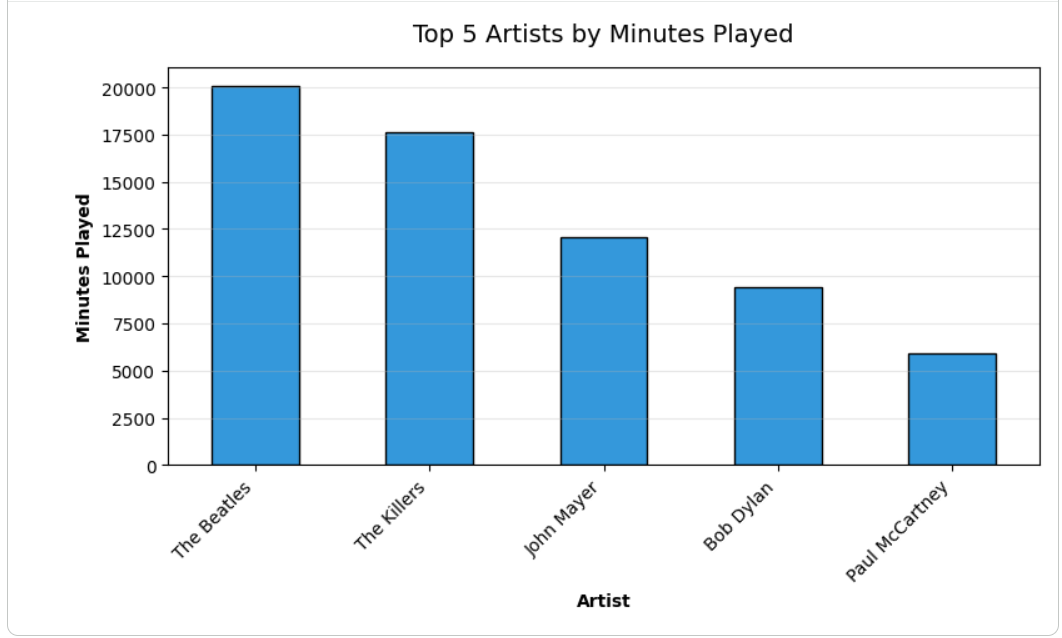 Top 5 Artists by Minutes Played
Minutes Played
20000
17500
15000
12500
10000
7500
5000
2500
0
The Beatles
The Killers
John Mayer
Bob Dylan
Paul McCartney
Artist